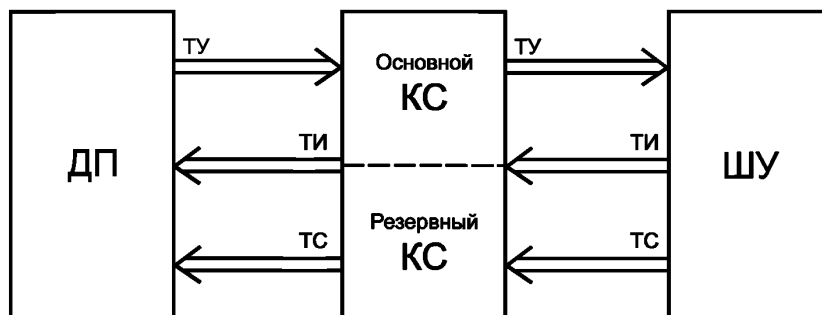 ТУ
ТУ
Основной
КС
ТИ
ТИ
ДП
ШУ
Резервный
КС
ТС
ТС